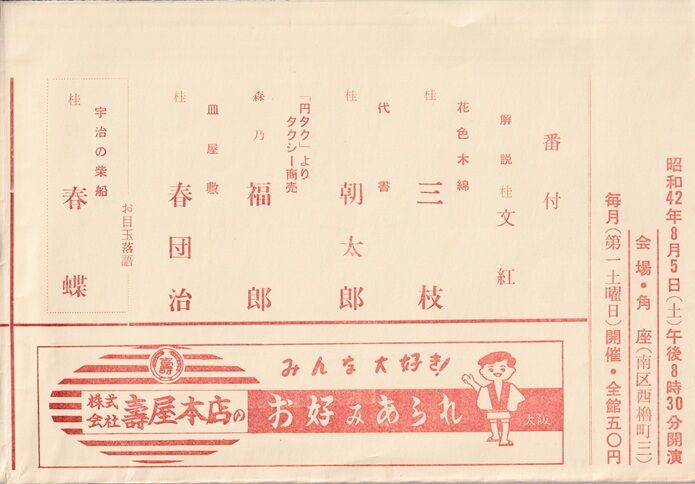 昭和42年8月5日(土)午後8時30分開演
会場・角座(南区西櫓町三)
毎月(第一土曜日)開催・全館五〇円
番付
解説 桂 文紅
花色木綿
桂 三枝
代書
桂 朝太郎
「円タク」より
タクシー商売
森乃 福郎
皿屋敷
桂 春団治
お目玉落語
宇治の柴船
桂 春蝶
みんな大好き!
壽
株式会社 壽屋本店の
お好みあられ
大阪